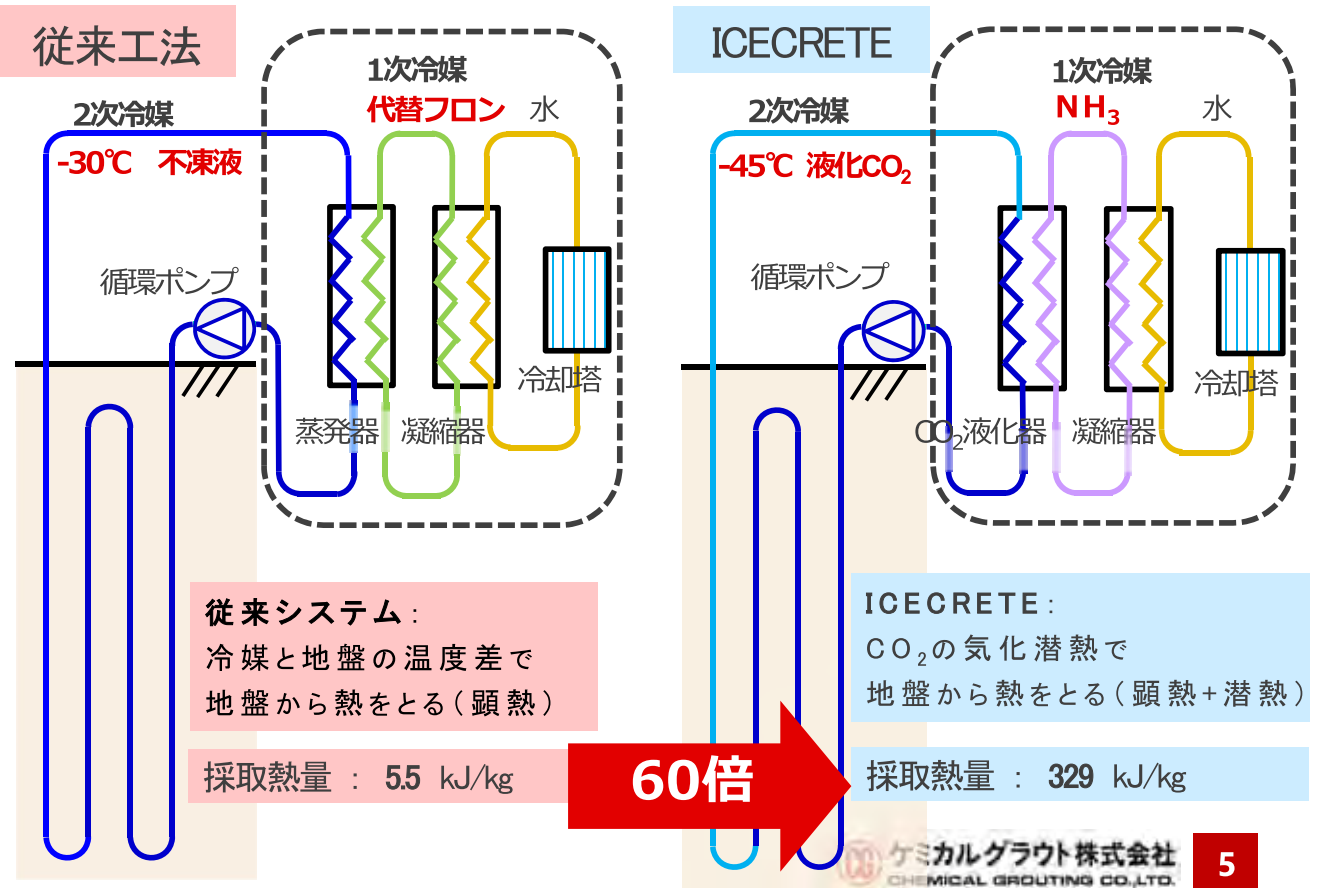 従来工法
1次冷媒
代替フロン
水
2次冷媒
-30℃ 不凍液
循環ポンプ
冷却塔
蒸発器
凝縮器
従来システム：
冷媒と地盤の温度差で
地盤から熱をとる（顕熱）
採取熱量 ： 5.5 kJ/kg
60倍
ICECRETE
1次冷媒
NH₃
水
2次冷媒
-45℃ 液化CO₂
循環ポンプ
冷却塔
CO₂液化器
凝縮器
ICECRETE：
CO₂の気化潜熱で
地盤から熱をとる（顕熱+潜熱）
採取熱量 ： 329 kJ/kg
CG
ケミカルグラウト株式会社
CHEMICAL GROUTING CO.,LTD.
5